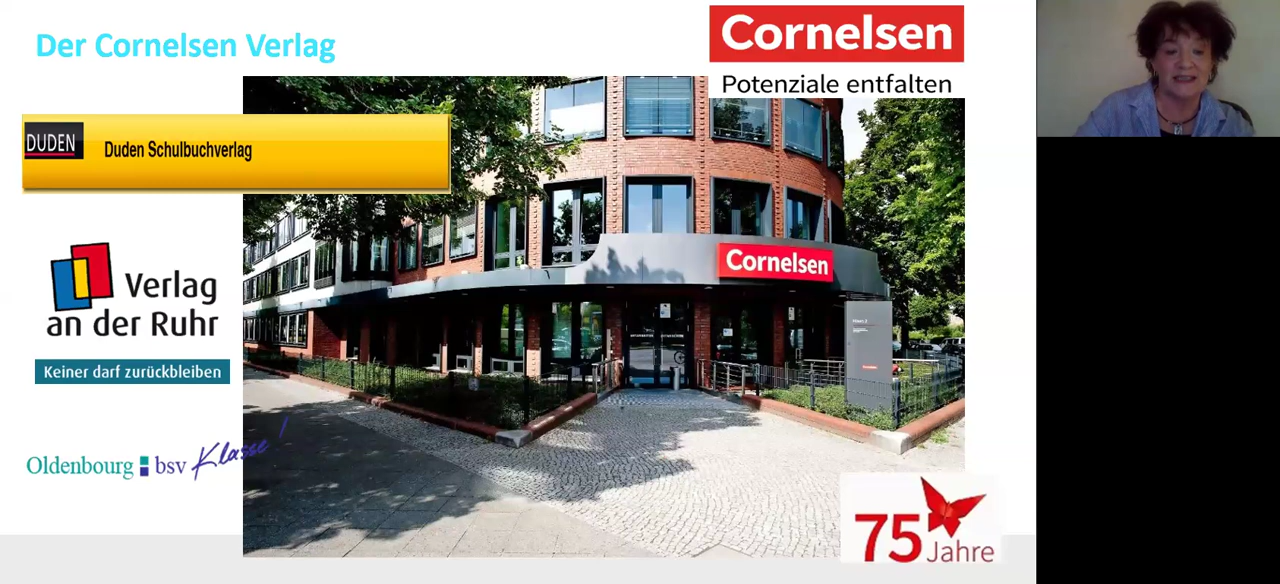 Der Cornelsen Verlag
Cornelsen
Potenziale entfalten
DUDEN
Duden Schulbuchverlag
Cornelsen
Verlag
an der Ruhr
Keiner darf zurückbleiben
Oldenbourg bsv Klasse!
75 Jahre